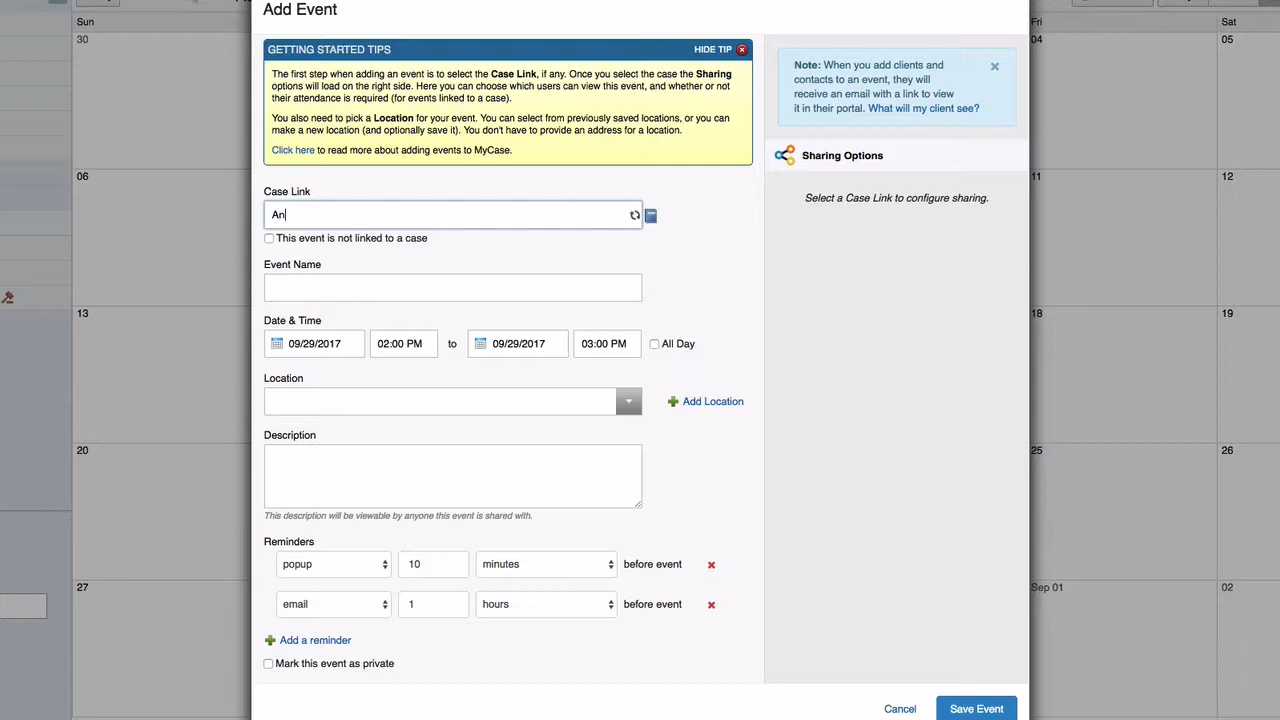 Add Event
Sun
Fri
Sat
30
04
05
GETTING STARTED TIPS
HIDE TIP
The first step when adding an event is to select the Case Link, if any. Once you select the case the Sharing
options will load on the right side. Here you can choose which users can view this event, and whether or not
their attendance is required (for events linked to a case).
You also need to pick a Location for your event. You can select from previously saved locations, or you can
make a new location (and optionally save it). You don't have to provide an address for a location.
Click here to read more about adding events to MyCase.
Note: When you add clients and
contacts to an event, they will
receive an email with a link to view
it in their portal. What will my client see?
Sharing Options
Select a Case Link to configure sharing.
06
11
12
Case Link
An
This event is not linked to a case
Event Name
13
18
19
Date & Time
09/29/2017
02:00 PM
to
09/29/2017
03:00 PM
All Day
Location
Add Location
Description
20
25
26
This description will be viewable by anyone this event is shared with.
Reminders
popup
10
minutes
before event
27
Sep 01
02
email
1
hours
before event
Add a reminder
Mark this event as private
Cancel
Save Event